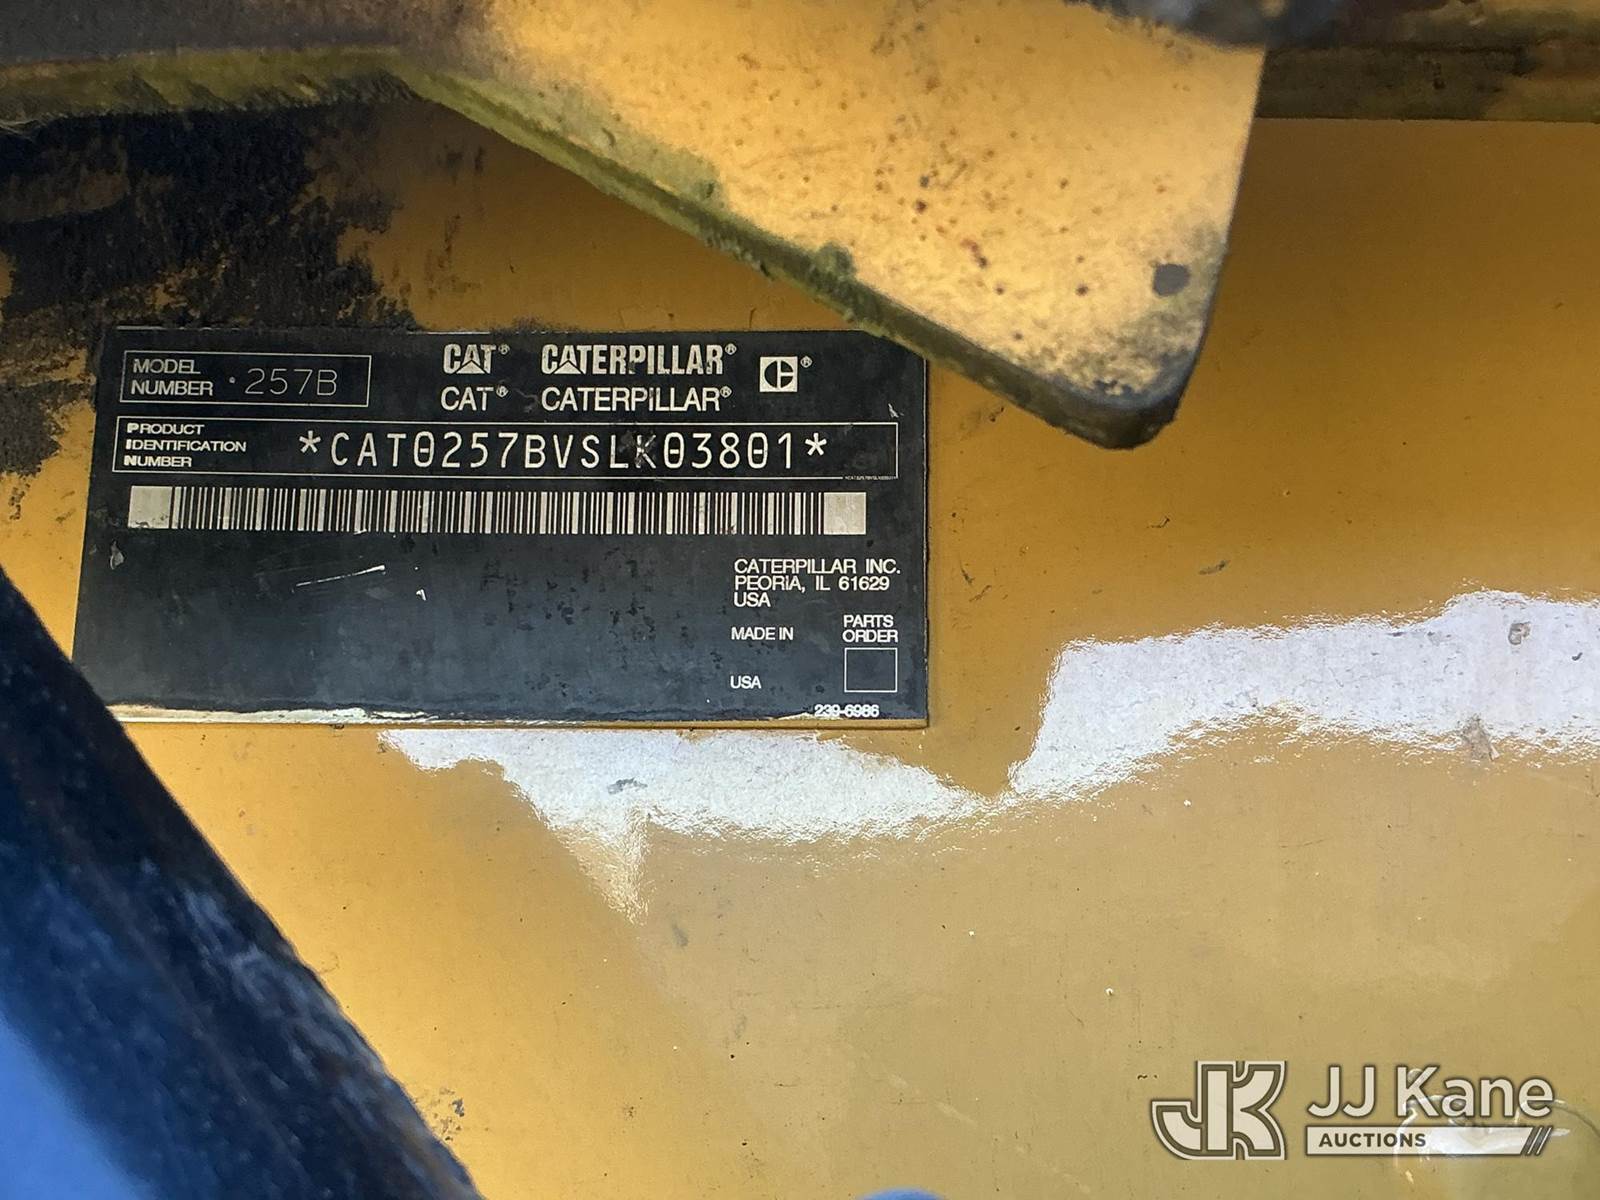 MODEL NUMBER 257B
CAT® CATERPILLAR® C®
CAT® CATERPILLAR®
PRODUCT IDENTIFICATION NUMBER
*CAT0257BVSLK03801*
CATERPILLAR INC.
PEORIA, IL 61629
USA
MADE IN
USA
PARTS
ORDER
239-6986
JK JJ Kane
AUCTIONS